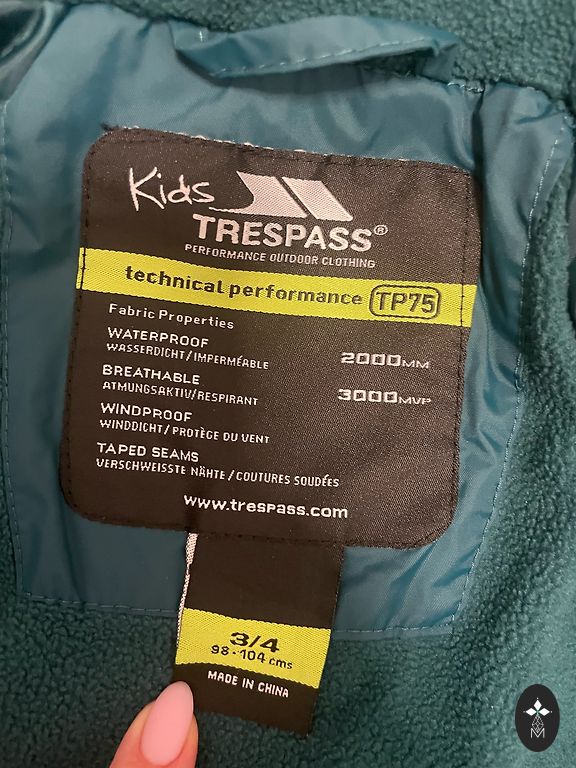 Kids
TRESPASS®
PERFORMANCE OUTDOOR CLOTHING
technical performance TP75
Fabric Properties
WATERPROOF
WASSERDICHT/IMPERMÉABLE 2000MM
BREATHABLE
ATMUNGSAKTIV/RESPIRANT 3000MVP
WINDPROOF
WINDDICHT/PROTÈGE DU VENT
TAPED SEAMS
VERSCHWEISSTE NÄHTE/COUTURES SOUDÉES
www.trespass.com
3/4
98-104 cms
MADE IN CHINA
M